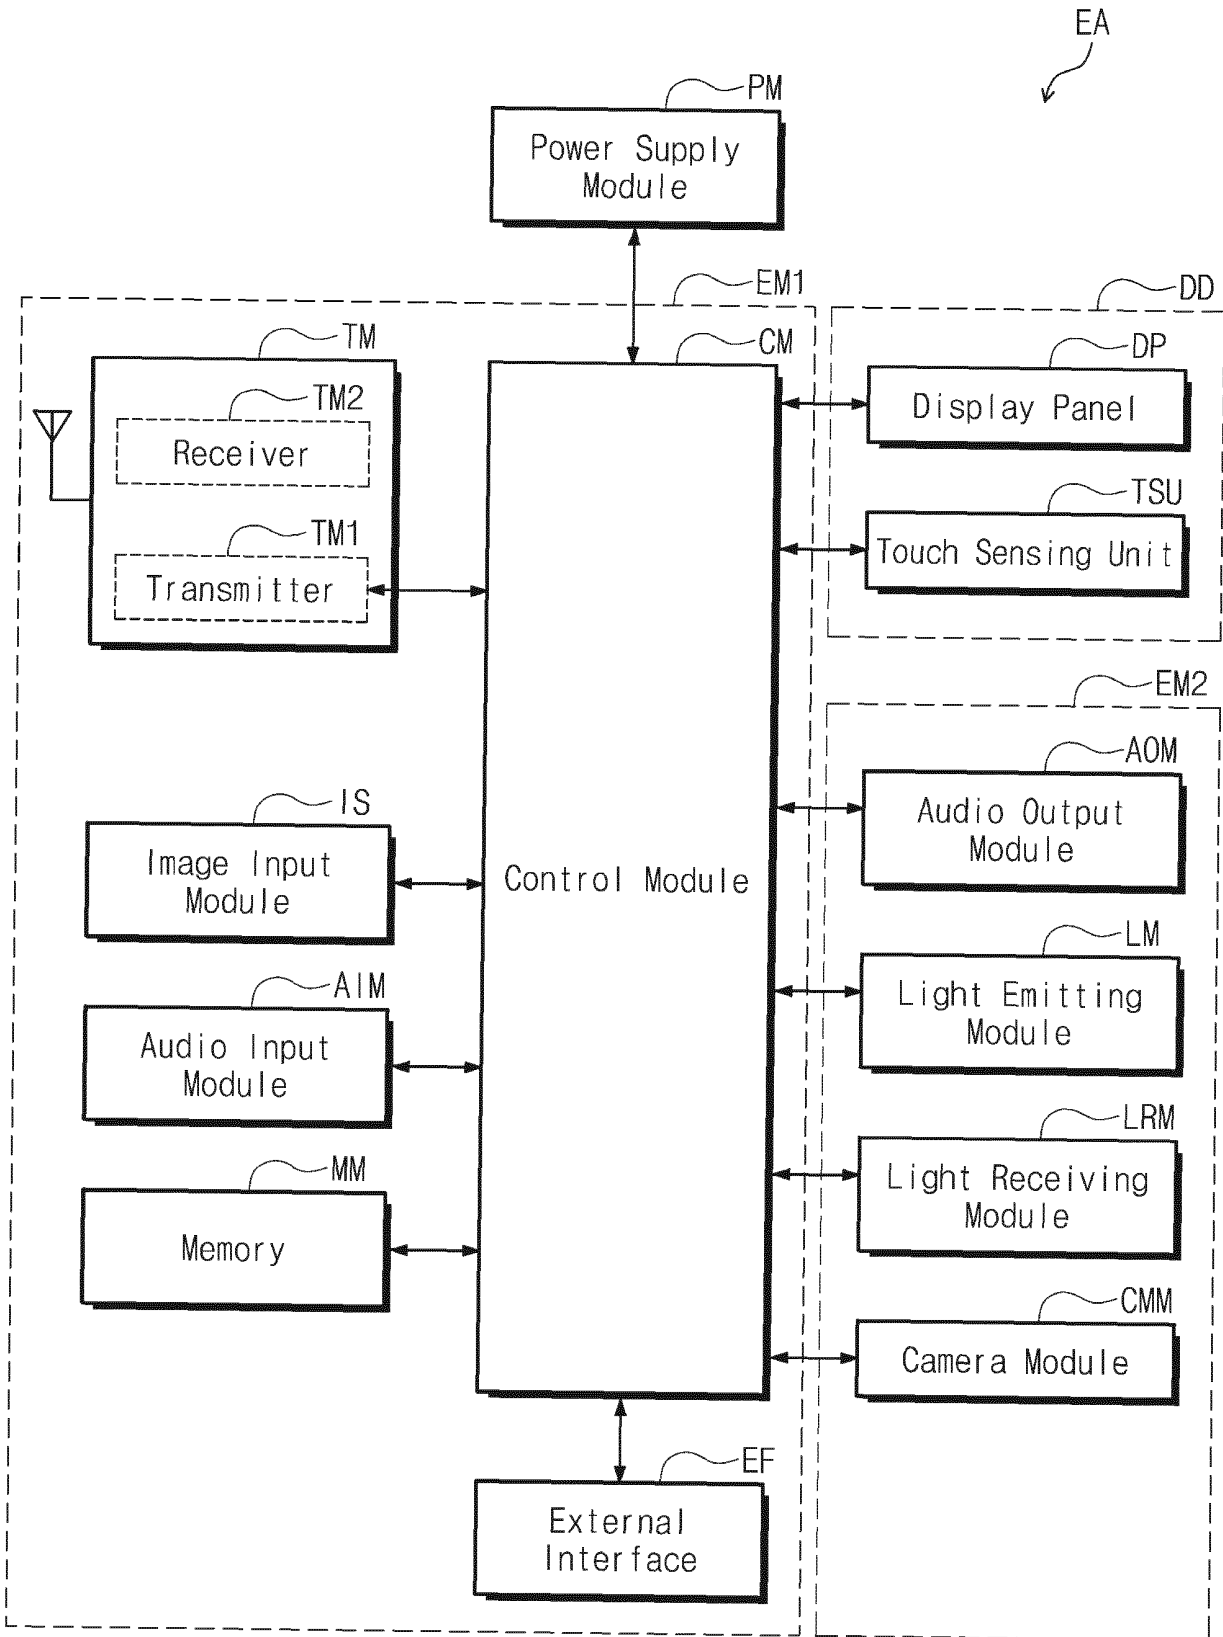 EA
PM
Power Supply
Module
EM1
DD
TM
CM
DP
TM2
Display Panel
Receiver
TSU
TM1
Touch Sensing Unit
Transmitter
EM2
AOM
IS
Audio Output
Module
Image Input
Module
Control Module
LM
AIM
Light Emitting
Module
Audio Input
Module
LRM
MM
Light Receiving
Module
Memory
CMM
Camera Module
EF
External
Interface